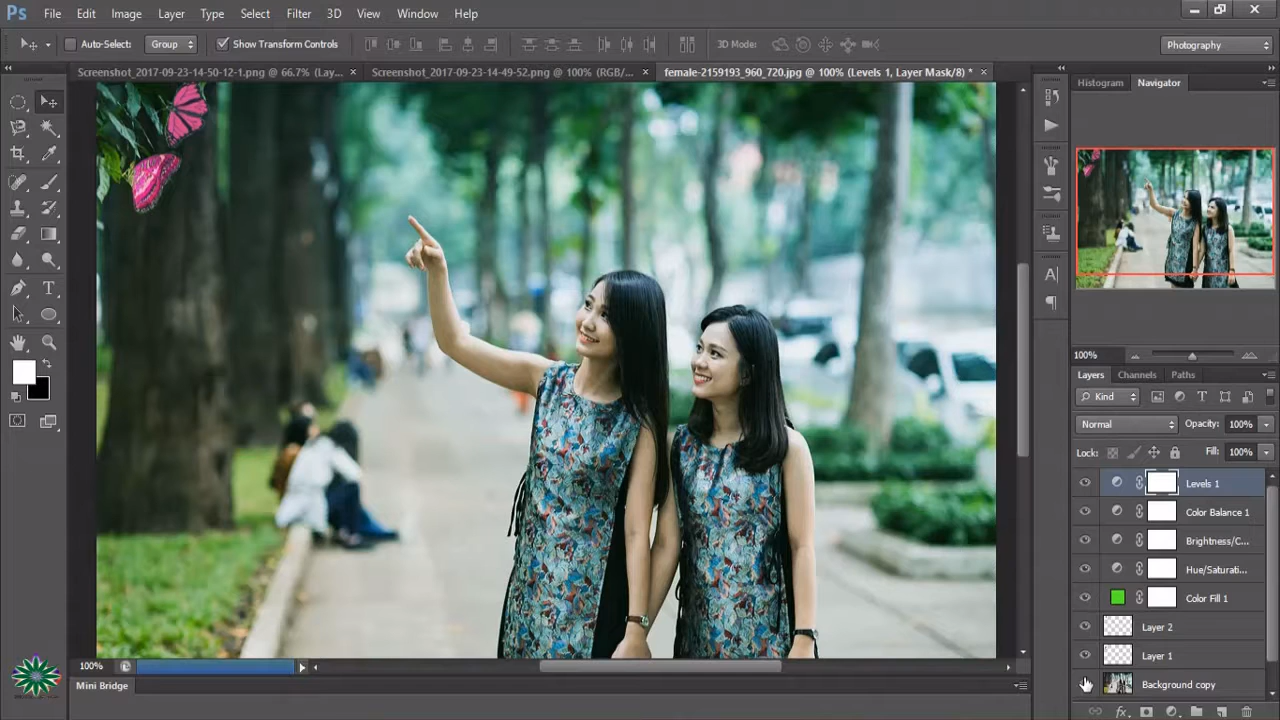 Ps File Edit Image Layer Type Select Filter 3D View Window Help
Auto-Select: Group Show Transform Controls 3D Mode: Photography
Screenshot_2017-09-23-14-50-12-1.png @ 66.7% (Lay... × Screenshot_2017-09-23-14-49-52.png @ 100% (RGB/... × female-2159193_960_720.jpg @ 100% (Levels 1, Layer Mask/8) * ×
Histogram Navigator
100%
Layers Channels Paths
Kind
Normal Opacity: 100%
Lock: Fill: 100%
Levels 1
Color Balance 1
Brightness/C...
Hue/Saturati...
Color Fill 1
Layer 2
Layer 1
Background copy
100%
Mini Bridge